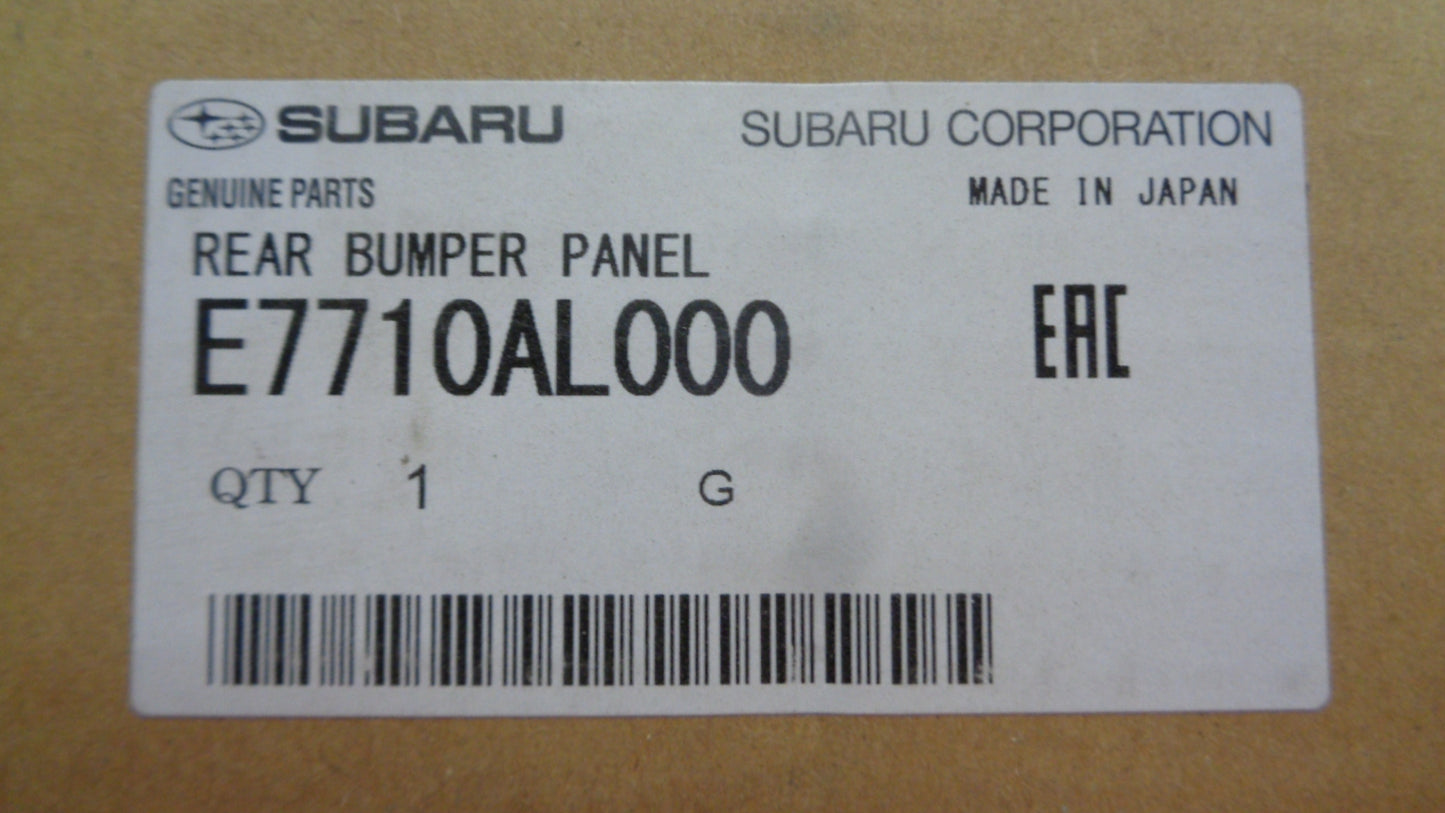 SUBARU SUBARU CORPORATION
GENUINE PARTS MADE IN JAPAN
REAR BUMPER PANEL
E7710AL000 EAC
QTY 1 G